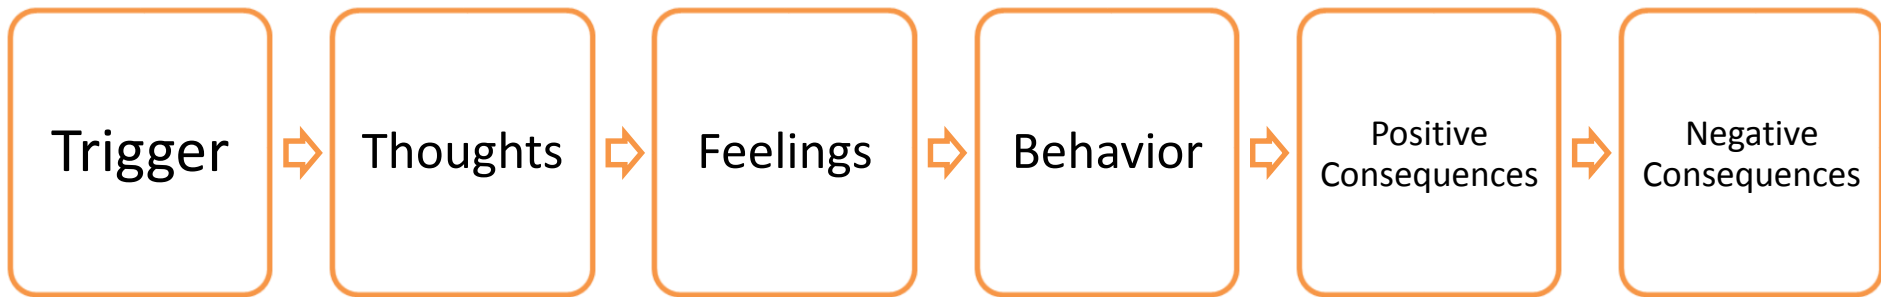 Trigger
Thoughts
Feelings
Behavior
Positive
Consequences
Negative
Consequences